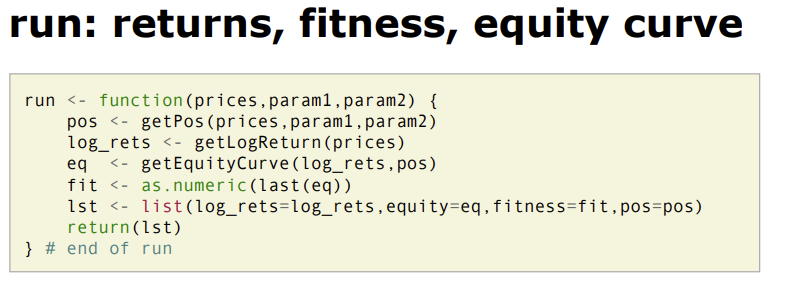 run: returns, fitness, equity curve
run <- function(prices,param1,param2) {
    pos <- getPos(prices,param1,param2)
    log_rets <- getLogReturn(prices)
    eq  <- getEquityCurve(log_rets,pos)
    fit <- as.numeric(last(eq))
    lst <- list(log_rets=log_rets,equity=eq,fitness=fit,pos=pos)
    return(lst)
} # end of run